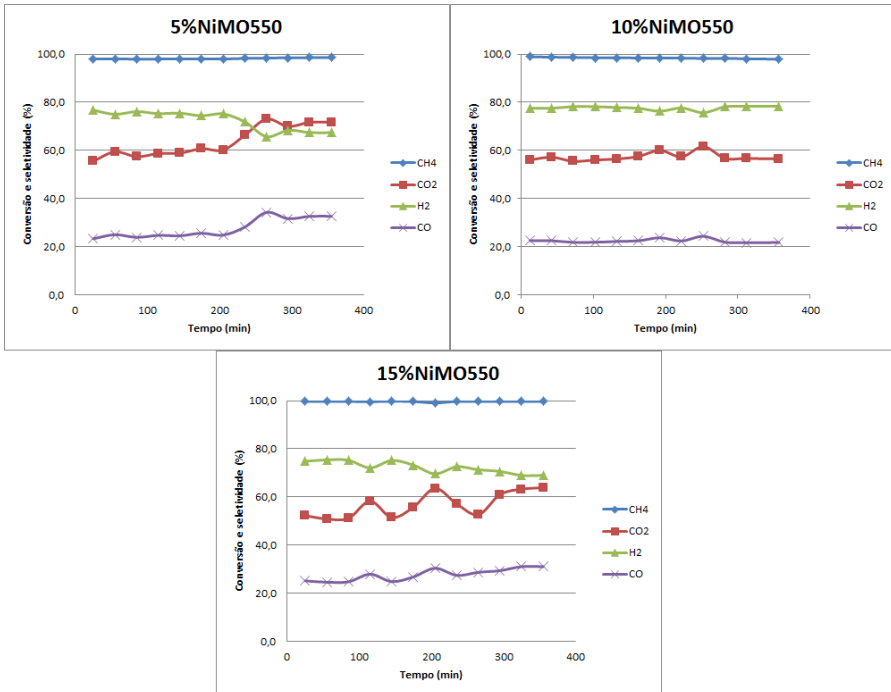 5%NiMO550
100,0
80,0
60,0
40,0
20,0
0,0
Conversão e seletividade (%)
0
100
200
300
400
Tempo (min)
CH4
CO2
H2
CO
10%NiMO550
100,0
80,0
60,0
40,0
20,0
0,0
Conversão e seletividade (%)
0
100
200
300
400
Tempo (min)
CH4
CO2
H2
CO
15%NiMO550
100,0
80,0
60,0
40,0
20,0
0,0
Conversão e seletividade (%)
0
100
200
300
400
Tempo (min)
CH4
CO2
H2
CO